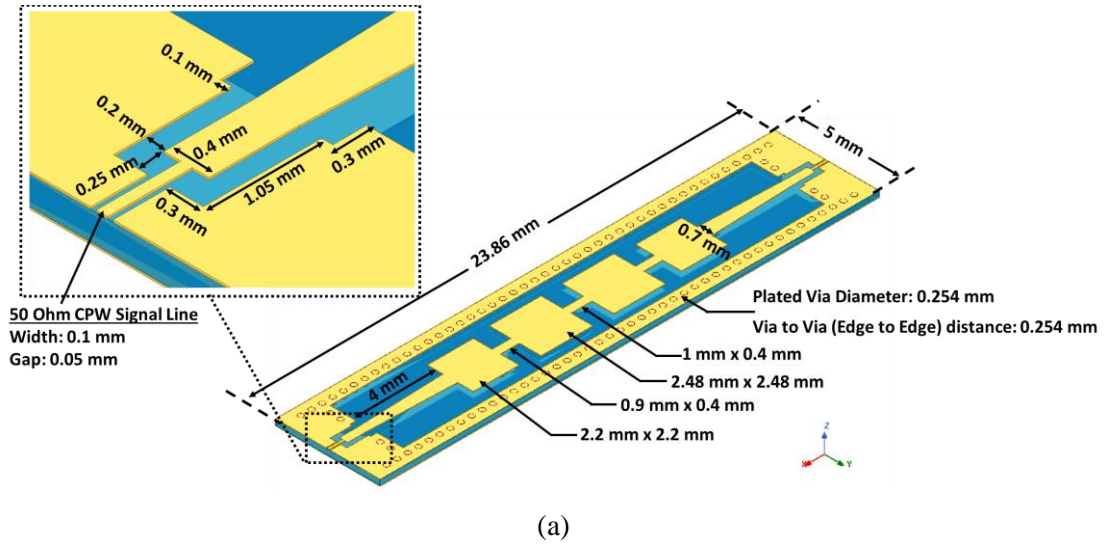 0.1 mm
0.2 mm
0.25 mm
0.4 mm
0.3 mm
1.05 mm
0.3 mm
50 Ohm CPW Signal Line
Width: 0.1 mm
Gap: 0.05 mm
23.86 mm
5 mm
0.7 mm
4 mm
Plated Via Diameter: 0.254 mm
Via to Via (Edge to Edge) distance: 0.254 mm
1 mm x 0.4 mm
2.48 mm x 2.48 mm
0.9 mm x 0.4 mm
2.2 mm x 2.2 mm
Z
X
Y
(a)